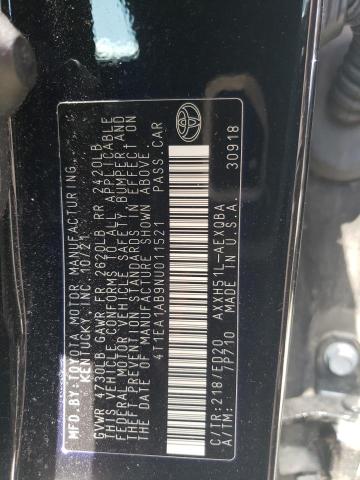 MFD.BY:TOYOTA MOTOR MANUFACTURING,
KENTUCKY, INC. 10/21
GVWR 4730LB GAWR FR 2620LB RR 2420LB
THIS VEHICLE CONFORMS TO ALL APPLICABLE
FEDERAL MOTOR VEHICLE SAFETY, BUMPER, AND
THEFT PREVENTION STANDARDS IN EFFECT ON
THE DATE OF MANUFACTURE SHOWN ABOVE.
4T1EA1AB9NU011521 PASS.CAR
C/TR:218/ED20 AXXH51L-AEXQBA
A/TM: 7P710 MADE IN U.S.A. 30918